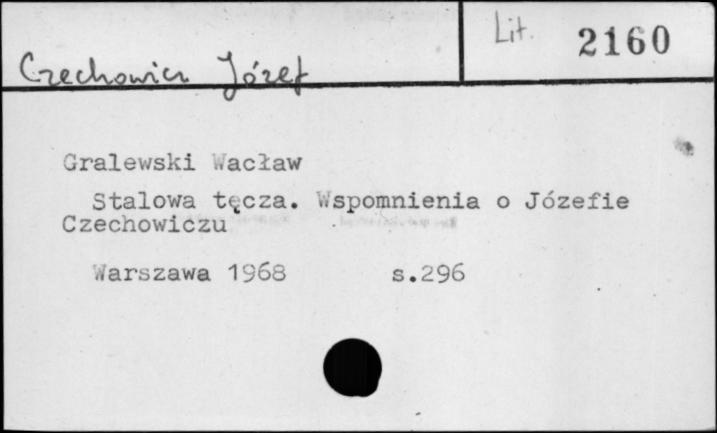 Lit. 2160
Czechowicz Józef
Gralewski Wacław
Stalowa tęcza. Wspomnienia o Józefie
Czechowiczu
Warszawa 1968 s.296